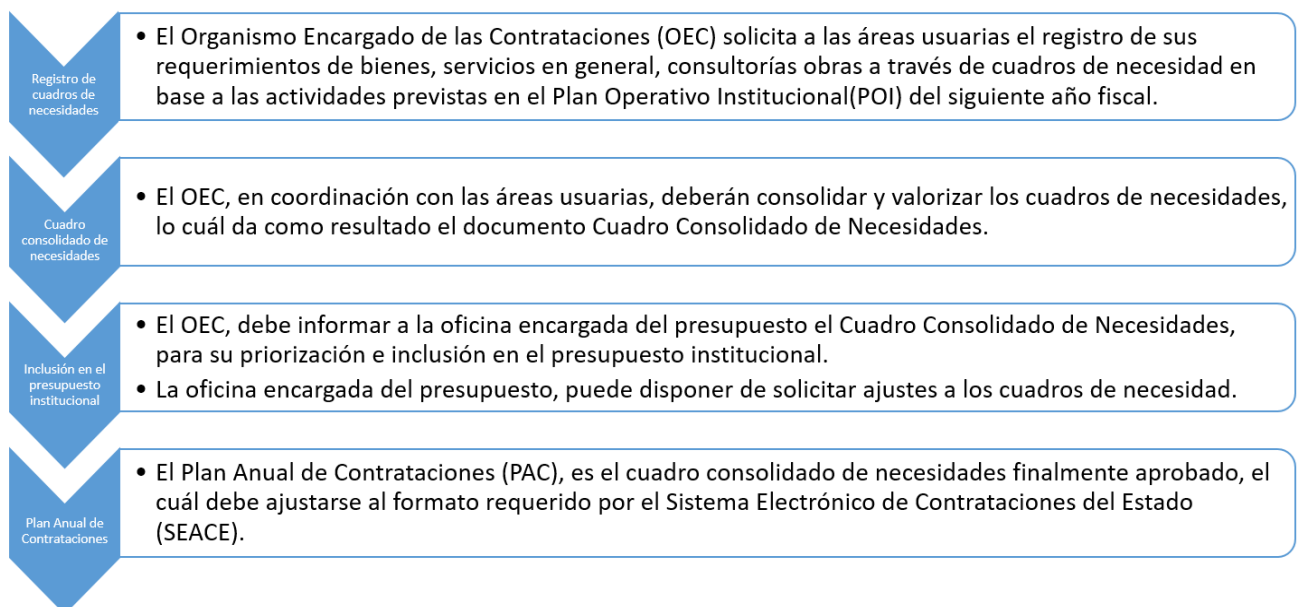 Registro de
cuadros de
necesidades
• El Organismo Encargado de las Contrataciones (OEC) solicita a las áreas usuarias el registro de sus
requerimientos de bienes, servicios en general, consultorías obras a través de cuadros de necesidad en
base a las actividades previstas en el Plan Operativo Institucional(POI) del siguiente año fiscal.
Cuadro
consolidado de
necesidades
• El OEC, en coordinación con las áreas usuarias, deberán consolidar y valorizar los cuadros de necesidades,
lo cuál da como resultado el documento Cuadro Consolidado de Necesidades.
Inclusión en el
presupuesto
institucional
• El OEC, debe informar a la oficina encargada del presupuesto el Cuadro Consolidado de Necesidades,
para su priorización e inclusión en el presupuesto institucional.
• La oficina encargada del presupuesto, puede disponer de solicitar ajustes a los cuadros de necesidad.
Plan Anual de
Contrataciones
• El Plan Anual de Contrataciones (PAC), es el cuadro consolidado de necesidades finalmente aprobado, el
cuál debe ajustarse al formato requerido por el Sistema Electrónico de Contrataciones del Estado
(SEACE).